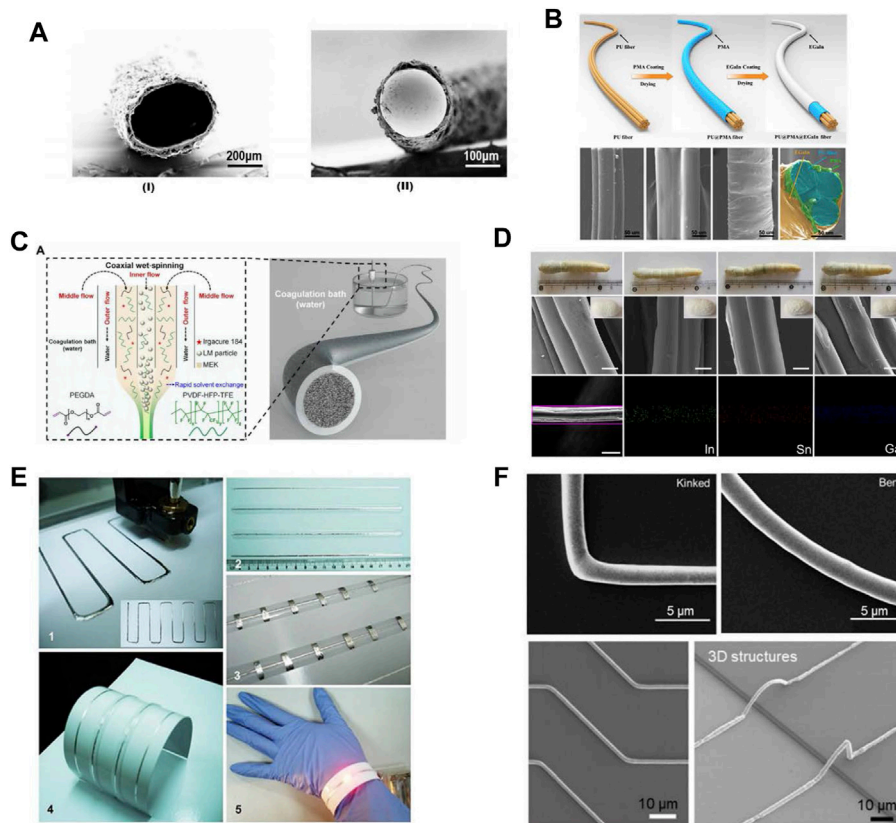 A
200μm
(I)
100μm
(II)
B
PU fiber
PMA
EGaIn
PMA Coating
Drying
EGaIn Coating
Drying
PU fiber
PU@PMA fiber
PU@PMA@EGaIn fiber
50 um
50 um
50 um
C
A
Coaxial wet-spinning
Inner flow
Middle flow
Middle flow
Outer flow
Outer flow
Coagulation bath
(water)
Water
Water
Irgacure 184
LM particle
MEK
Rapid solvent exchange
PEGDA
PVDF-HFP-TFE
Coagulation bath
(water)
D
In
Sn
Ga
E
1
2
3
4
5
F
Kinked
5 μm
Ben
5 μm
10 μm
3D structures
10 μm